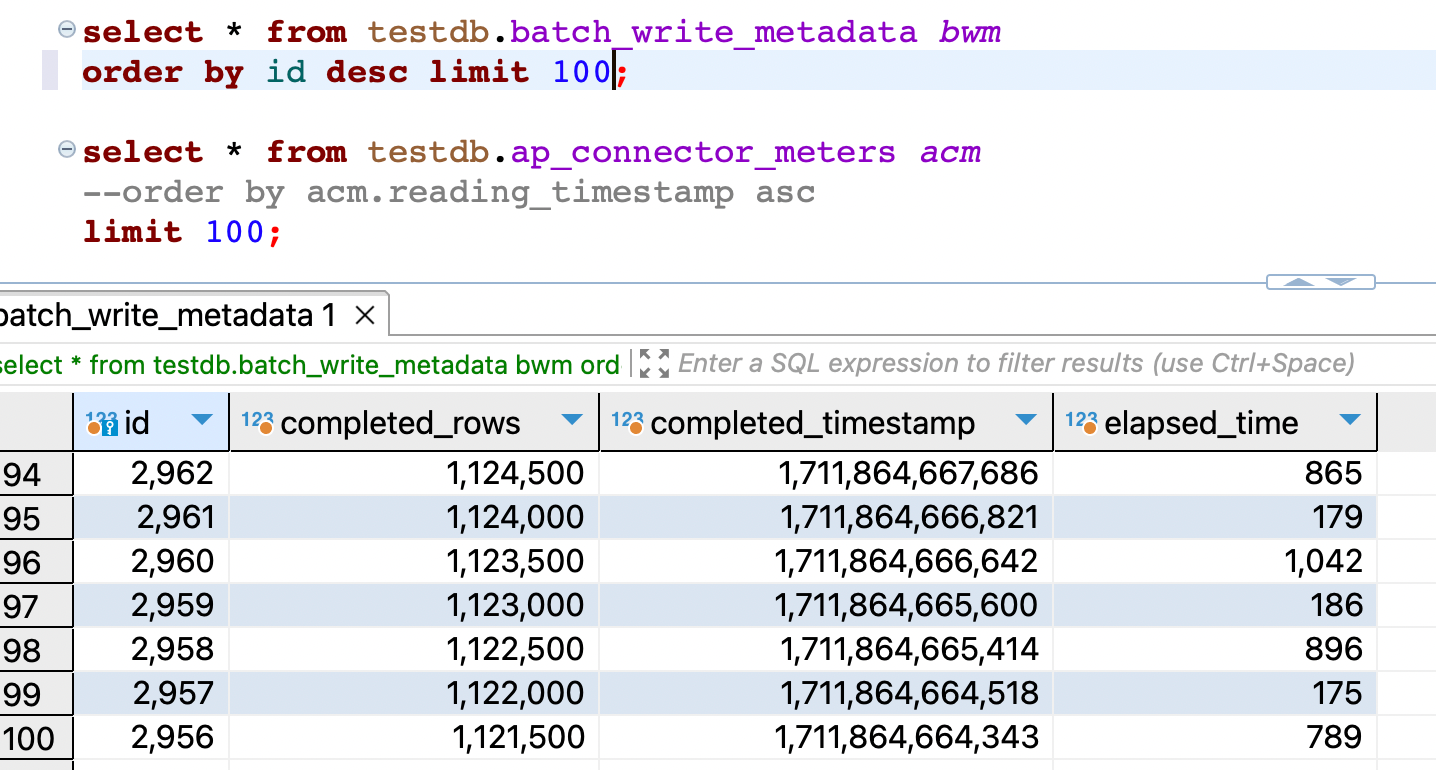 select * from testdb.batch_write_metadata bwm
order by id desc limit 100;
select * from testdb.ap_connector_meters acm
--order by acm.reading_timestamp asc
limit 100;
batch_write_metadata 1
select * from testdb.batch_write_metadata bwm ord Enter a SQL expression to filter results (use Ctrl+Space)
123 id 123 completed_rows 123 completed_timestamp 123 elapsed_time
94 2,962 1,124,500 1,711,864,667,686 865
95 2,961 1,124,000 1,711,864,666,821 179
96 2,960 1,123,500 1,711,864,666,642 1,042
97 2,959 1,123,000 1,711,864,665,600 186
98 2,958 1,122,500 1,711,864,665,414 896
99 2,957 1,122,000 1,711,864,664,518 175
100 2,956 1,121,500 1,711,864,664,343 789